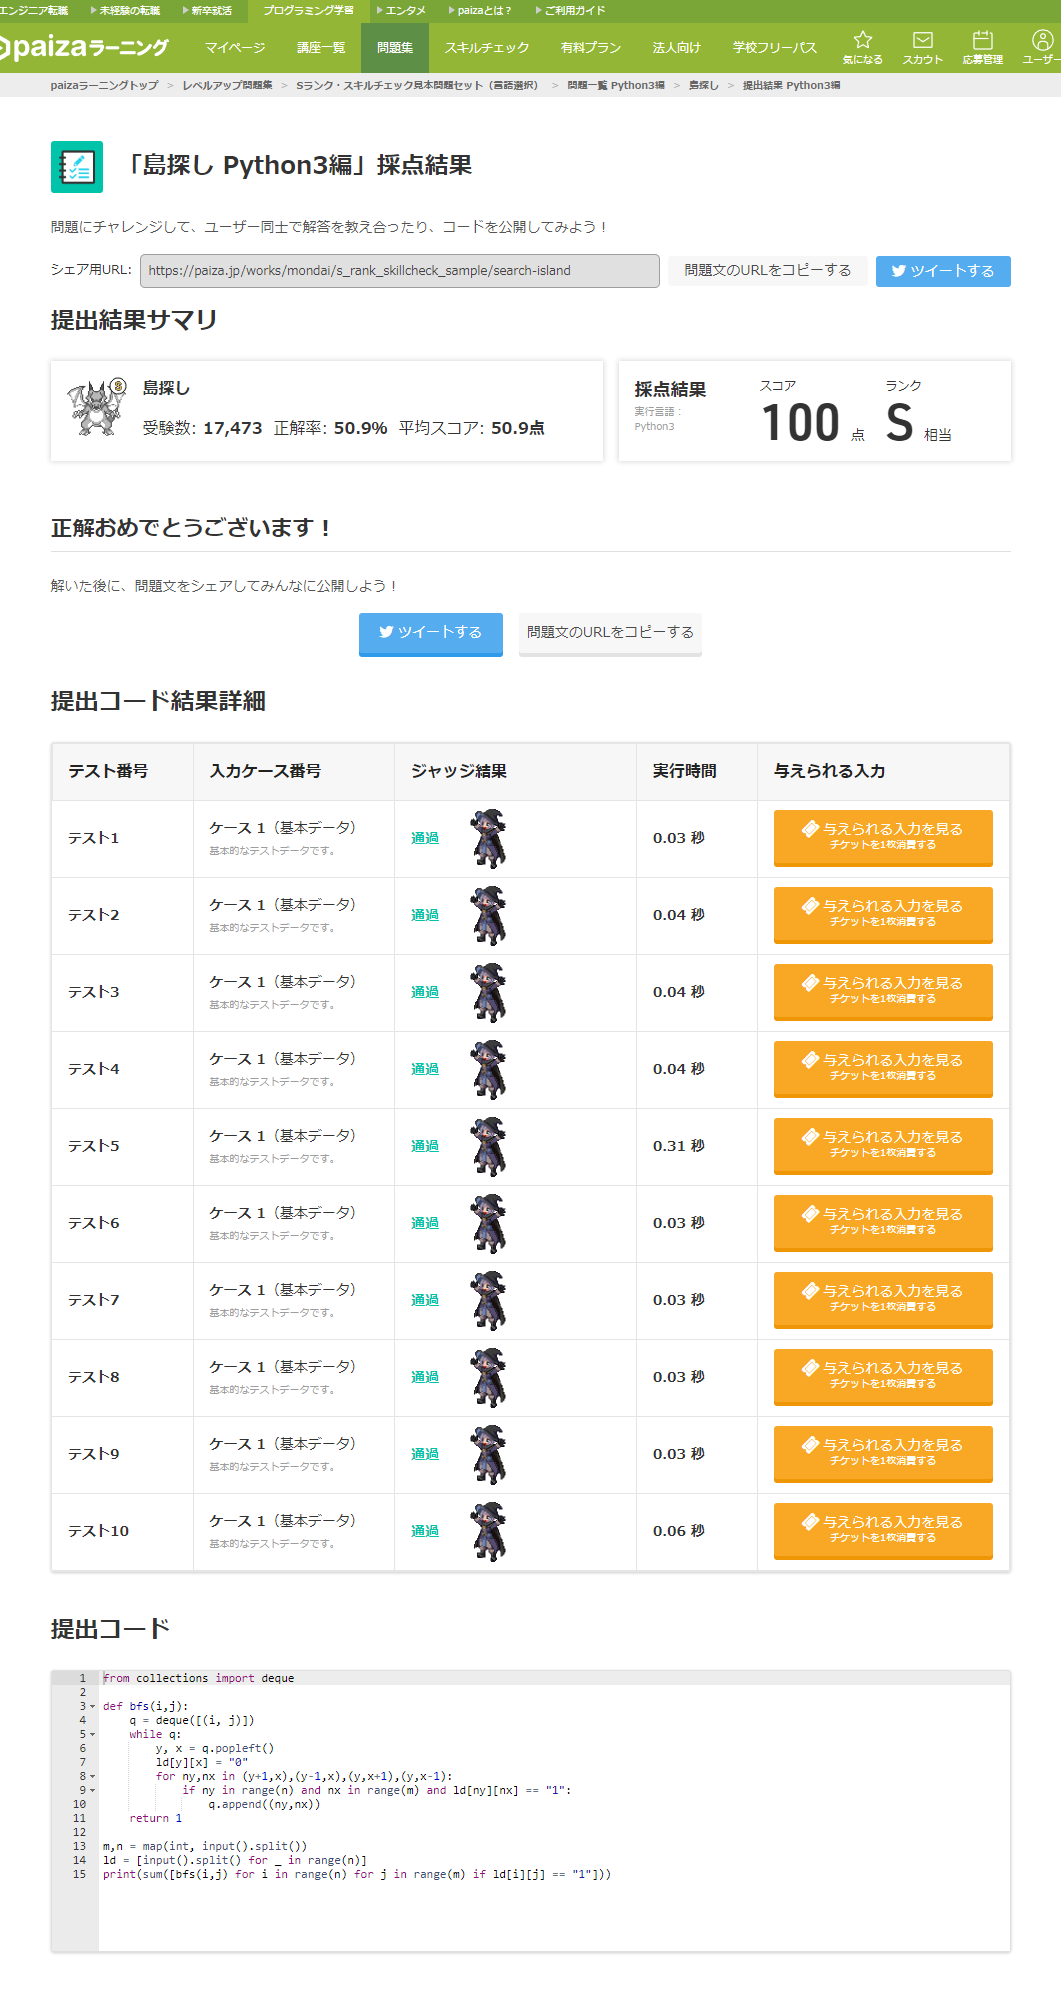 エンジニア転職 未経験の転職 新卒就活 プログラミング学習 エンタメ paizaとは？ ご利用ガイド
paizaラーニング マイページ 講座一覧 問題集 スキルチェック 有料プラン 法人向け 学校フリーパス 気になる スカウト 応募管理 ユーザー
paizaラーニングトップ > レベルアップ問題集 > Sランク・スキルチェック見本問題セット（言語選択） > 問題一覧 Python3編 > 島探し > 提出結果 Python3編
「島探し Python3編」採点結果
問題にチャレンジして、ユーザー同士で解答を教え合ったり、コードを公開してみよう！
シェア用URL: https://paiza.jp/works/mondai/s_rank_skillcheck_sample/search-island 問題文のURLをコピーする ツイートする
提出結果サマリ
島探し
受験数: 17,473 正解率: 50.9% 平均スコア: 50.9点
採点結果
実行言語：
Python3
スコア
100 点
ランク
S 相当
正解おめでとうございます！
解いた後に、問題文をシェアしてみんなに公開しよう！
ツイートする 問題文のURLをコピーする
提出コード結果詳細
テスト番号 入力ケース番号 ジャッジ結果 実行時間 与えられる入力
テスト1 ケース 1（基本データ） 通過 0.03 秒 与えられる入力を見る
基本的なテストデータです。 チケットを1枚消費する
テスト2 ケース 1（基本データ） 通過 0.04 秒 与えられる入力を見る
基本的なテストデータです。 チケットを1枚消費する
テスト3 ケース 1（基本データ） 通過 0.04 秒 与えられる入力を見る
基本的なテストデータです。 チケットを1枚消費する
テスト4 ケース 1（基本データ） 通過 0.04 秒 与えられる入力を見る
基本的なテストデータです。 チケットを1枚消費する
テスト5 ケース 1（基本データ） 通過 0.31 秒 与えられる入力を見る
基本的なテストデータです。 チケットを1枚消費する
テスト6 ケース 1（基本データ） 通過 0.03 秒 与えられる入力を見る
基本的なテストデータです。 チケットを1枚消費する
テスト7 ケース 1（基本データ） 通過 0.03 秒 与えられる入力を見る
基本的なテストデータです。 チケットを1枚消費する
テスト8 ケース 1（基本データ） 通過 0.03 秒 与えられる入力を見る
基本的なテストデータです。 チケットを1枚消費する
テスト9 ケース 1（基本データ） 通過 0.03 秒 与えられる入力を見る
基本的なテストデータです。 チケットを1枚消費する
テスト10 ケース 1（基本データ） 通過 0.06 秒 与えられる入力を見る
基本的なテストデータです。 チケットを1枚消費する
提出コード
1 from collections import deque
2
3 def bfs(i,j):
4     q = deque([(i, j)])
5     while q:
6         y, x = q.popleft()
7         ld[y][x] = "0"
8         for ny,nx in (y+1,x),(y-1,x),(y,x+1),(y,x-1):
9             if ny in range(n) and nx in range(m) and ld[ny][nx] == "1":
10                 q.append((ny,nx))
11     return 1
12
13 m,n = map(int, input().split())
14 ld = [input().split() for _ in range(n)]
15 print(sum([bfs(i,j) for i in range(n) for j in range(m) if ld[i][j] == "1"]))